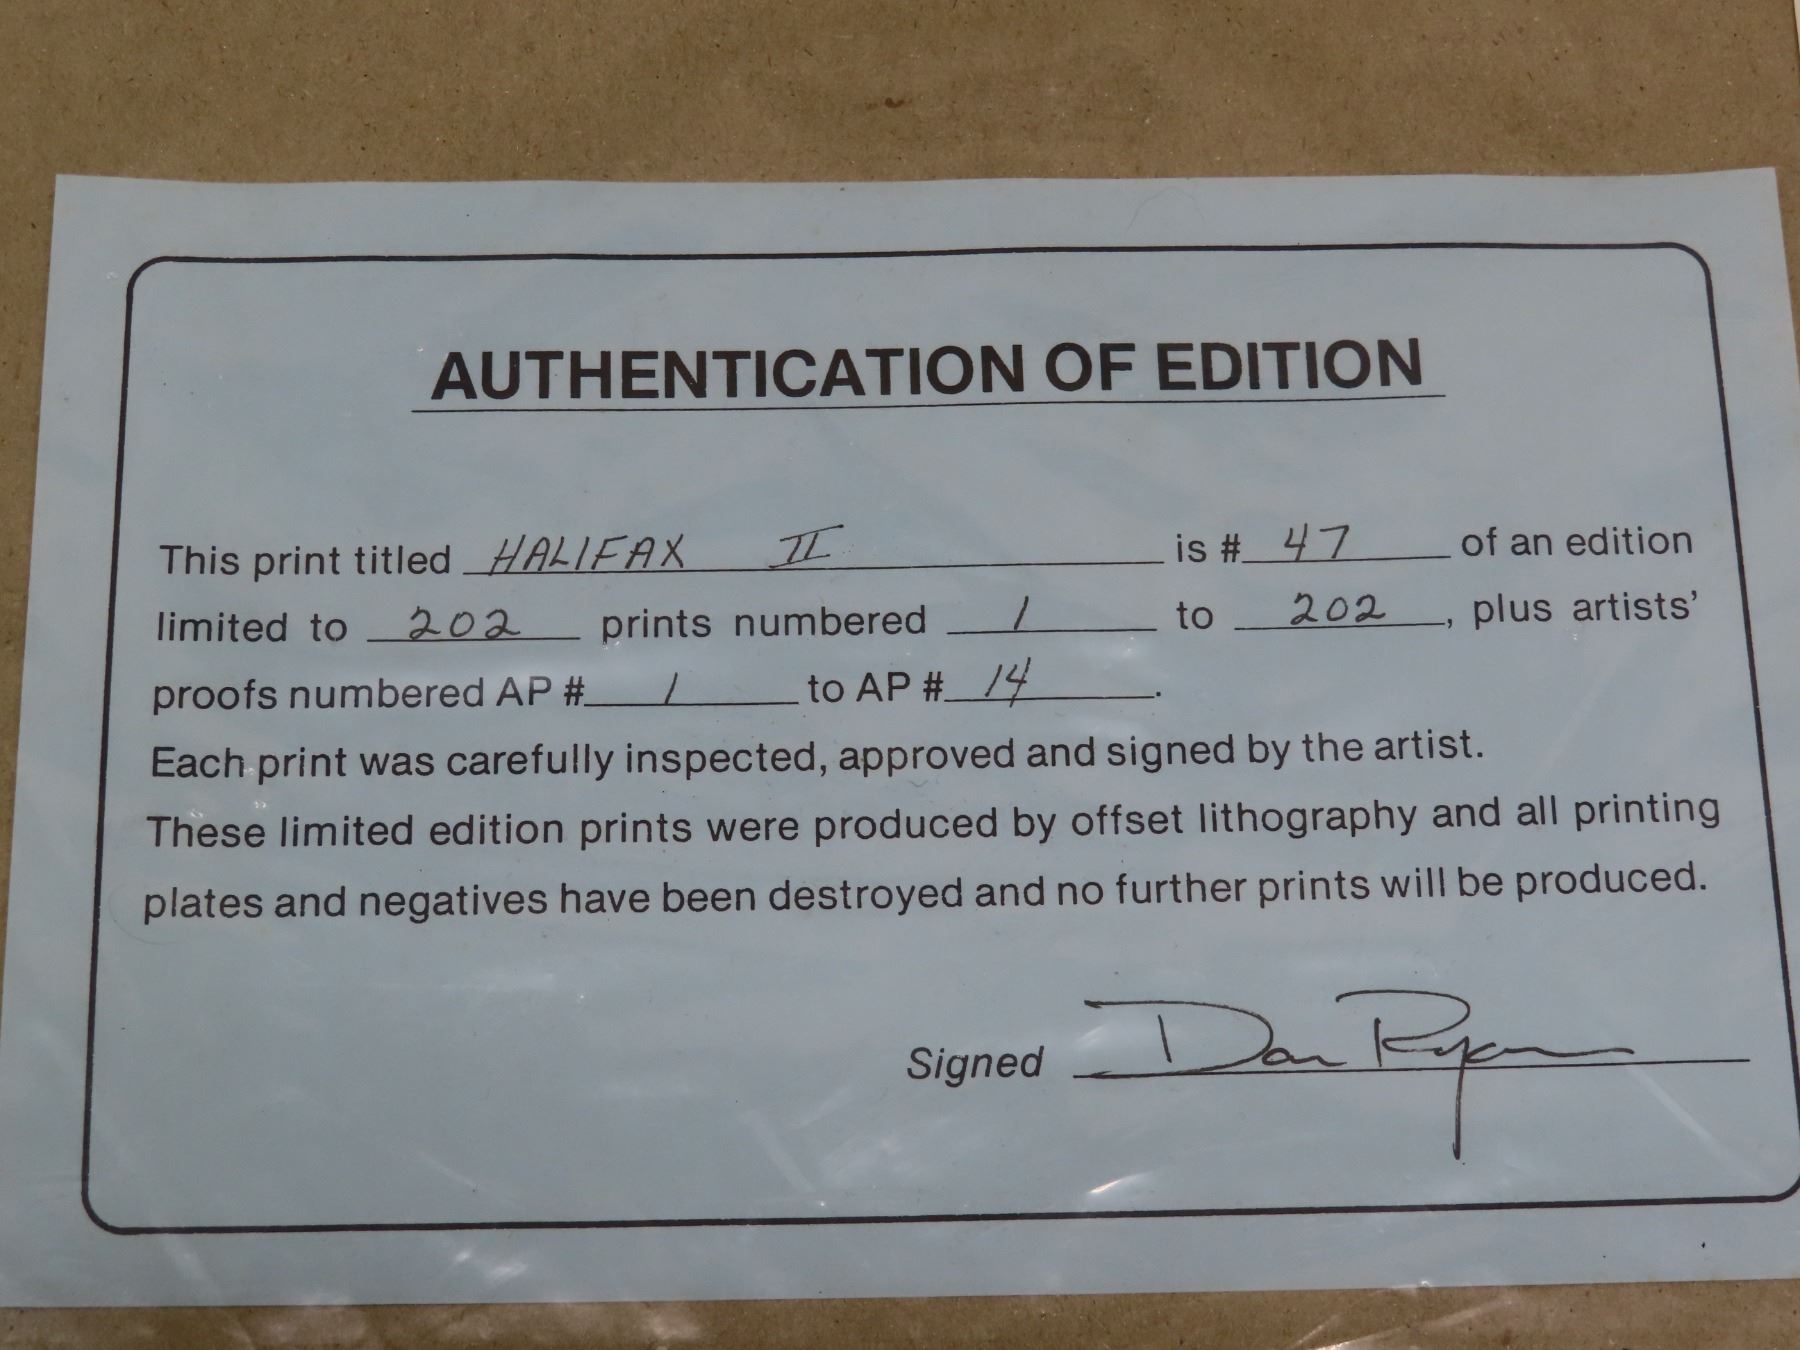 AUTHENTICATION OF EDITION
This print titled HALIFAX II is # 47 of an edition
limited to 202 prints numbered 1 to 202, plus artists'
proofs numbered AP # 1 to AP # 14.
Each print was carefully inspected, approved and signed by the artist.
These limited edition prints were produced by offset lithography and all printing
plates and negatives have been destroyed and no further prints will be produced.
Signed Dan Ryan